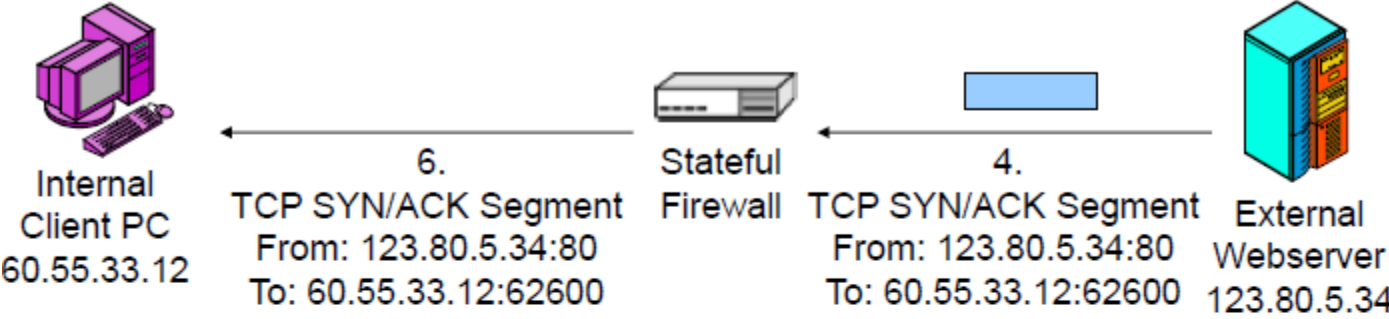 Internal
Client PC
60.55.33.12
6.
TCP SYN/ACK Segment
From: 123.80.5.34:80
To: 60.55.33.12:62600
Stateful
Firewall
4.
TCP SYN/ACK Segment
From: 123.80.5.34:80
To: 60.55.33.12:62600
External
Webserver
123.80.5.34